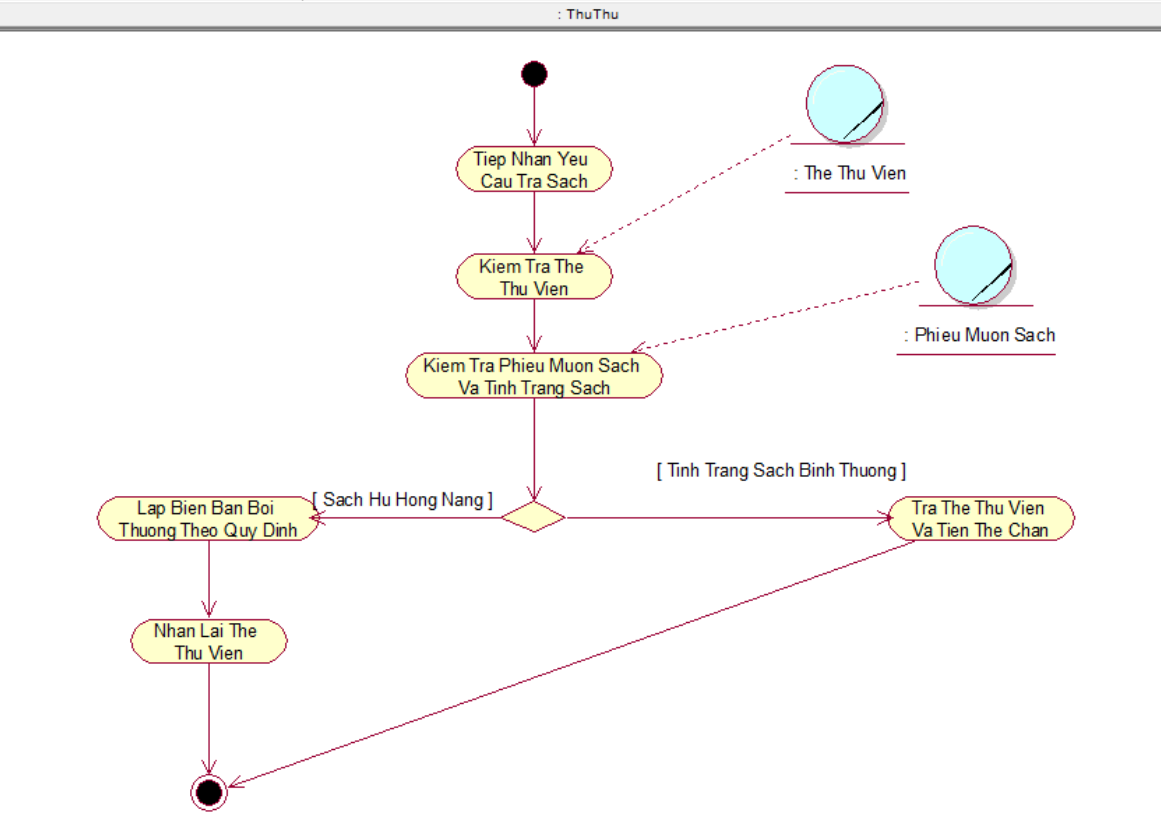 : ThuThu
Tiep Nhan Yeu
Cau Tra Sach
: The Thu Vien
Kiem Tra The
Thu Vien
: Phieu Muon Sach
Kiem Tra Phieu Muon Sach
Va Tinh Trang Sach
[ Tinh Trang Sach Binh Thuong ]
[ Sach Hu Hong Nang ]
Lap Bien Ban Boi
Thuong Theo Quy Dinh
Tra The Thu Vien
Va Tien The Chan
Nhan Lai The
Thu Vien